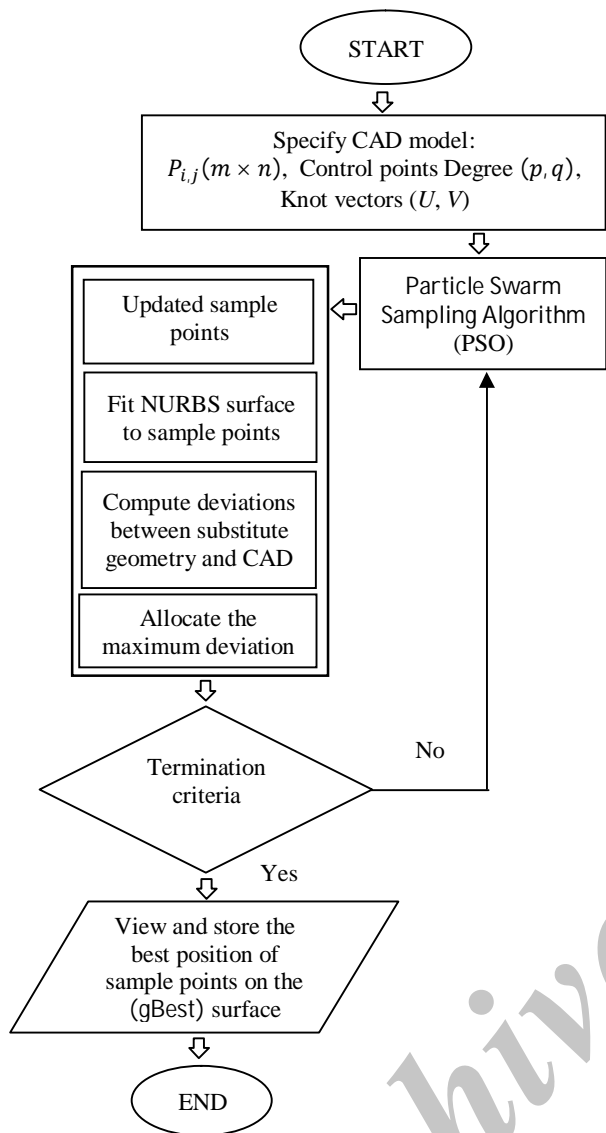 START
Specify CAD model:
P_{i,j}(m × n), Control points Degree (p, q),
Knot vectors (U, V)
Particle Swarm
Sampling Algorithm
(PSO)
Updated sample
points
Fit NURBS surface
to sample points
Compute deviations
between substitute
geometry and CAD
Allocate the
maximum deviation
Termination
criteria
No
Yes
View and store the
best position of
sample points on the
(gBest) surface
END